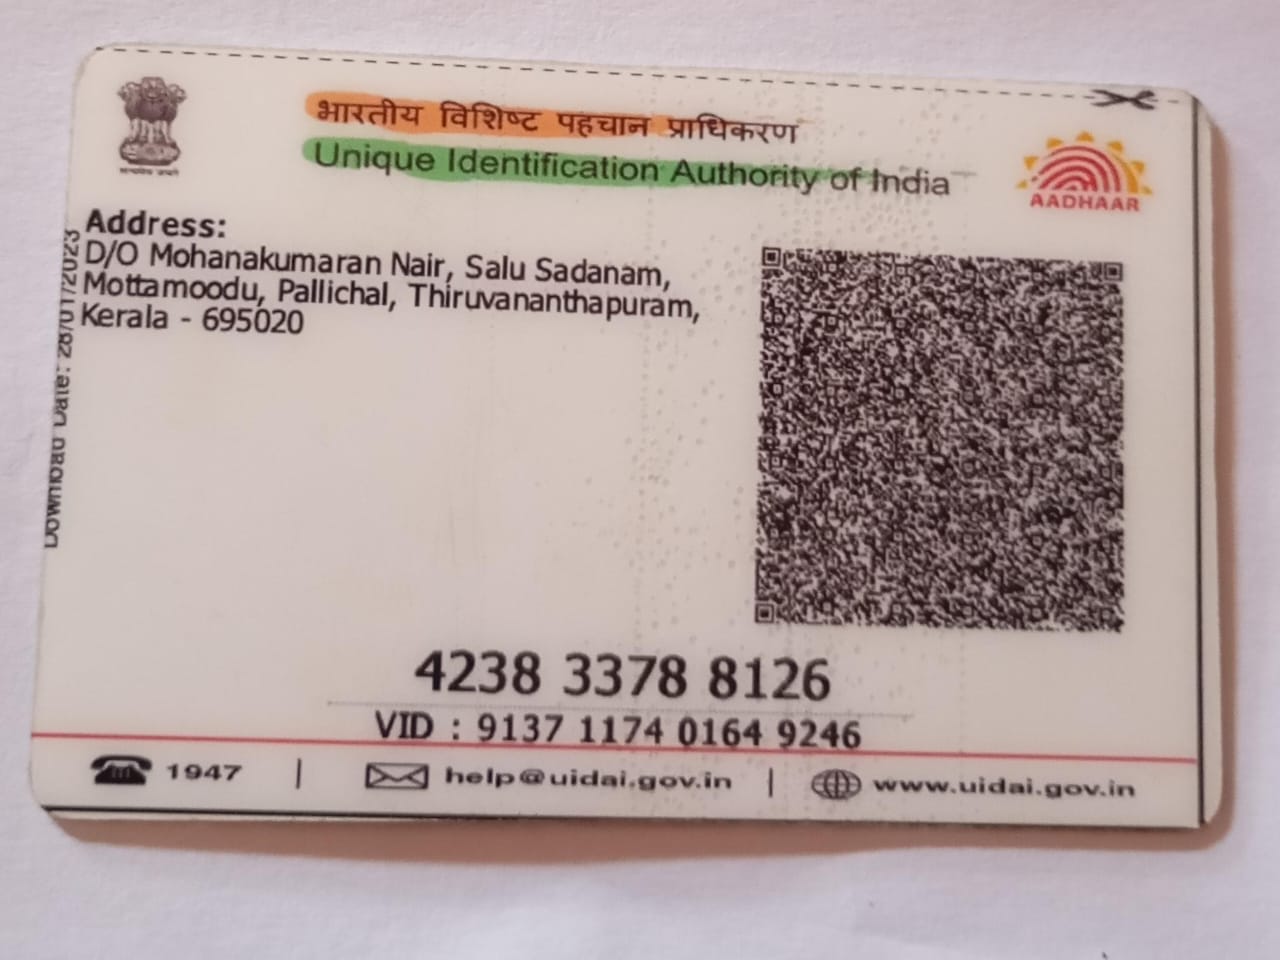 भारतीय विशिष्ट पहचान प्राधिकरण
Unique Identification Authority of India
AADHAAR
Address:
D/O Mohanakumaran Nair, Salu Sadanam,
Mottamoodu, Pallichal, Thiruvananthapuram,
Kerala - 695020
Download Date: 28/01/2023
4238 3378 8126
VID : 9137 1174 0164 9246
1947 | help@uidai.gov.in | www.uidai.gov.in